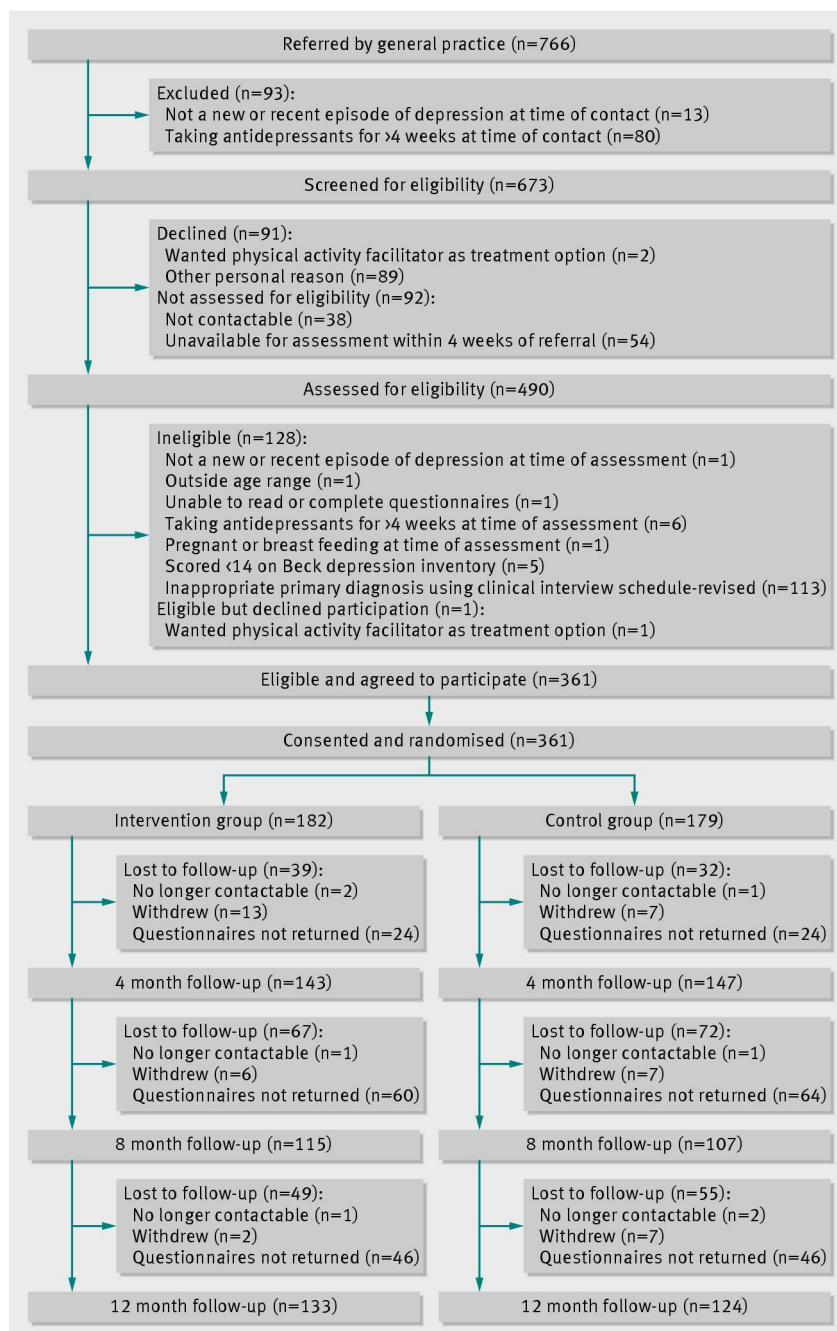 Referred by general practice (n=766)
Excluded (n=93):
Not a new or recent episode of depression at time of contact (n=13)
Taking antidepressants for >4 weeks at time of contact (n=80)
Screened for eligibility (n=673)
Declined (n=91):
Wanted physical activity facilitator as treatment option (n=2)
Other personal reason (n=89)
Not assessed for eligibility (n=92):
Not contactable (n=38)
Unavailable for assessment within 4 weeks of referral (n=54)
Assessed for eligibility (n=490)
Ineligible (n=128):
Not a new or recent episode of depression at time of assessment (n=1)
Outside age range (n=1)
Unable to read or complete questionnaires (n=1)
Taking antidepressants for >4 weeks at time of assessment (n=6)
Pregnant or breast feeding at time of assessment (n=1)
Scored <14 on Beck depression inventory (n=5)
Inappropriate primary diagnosis using clinical interview schedule-revised (n=113)
Eligible but declined participation (n=1):
Wanted physical activity facilitator as treatment option (n=1)
Eligible and agreed to participate (n=361)
Consented and randomised (n=361)
Intervention group (n=182)
Lost to follow-up (n=39):
No longer contactable (n=2)
Withdrew (n=13)
Questionnaires not returned (n=24)
4 month follow-up (n=143)
Lost to follow-up (n=67):
No longer contactable (n=1)
Withdrew (n=6)
Questionnaires not returned (n=60)
8 month follow-up (n=115)
Lost to follow-up (n=49):
No longer contactable (n=1)
Withdrew (n=2)
Questionnaires not returned (n=46)
12 month follow-up (n=133)
Control group (n=179)
Lost to follow-up (n=32):
No longer contactable (n=1)
Withdrew (n=7)
Questionnaires not returned (n=24)
4 month follow-up (n=147)
Lost to follow-up (n=72):
No longer contactable (n=1)
Withdrew (n=7)
Questionnaires not returned (n=64)
8 month follow-up (n=107)
Lost to follow-up (n=55):
No longer contactable (n=2)
Withdrew (n=7)
Questionnaires not returned (n=46)
12 month follow-up (n=124)